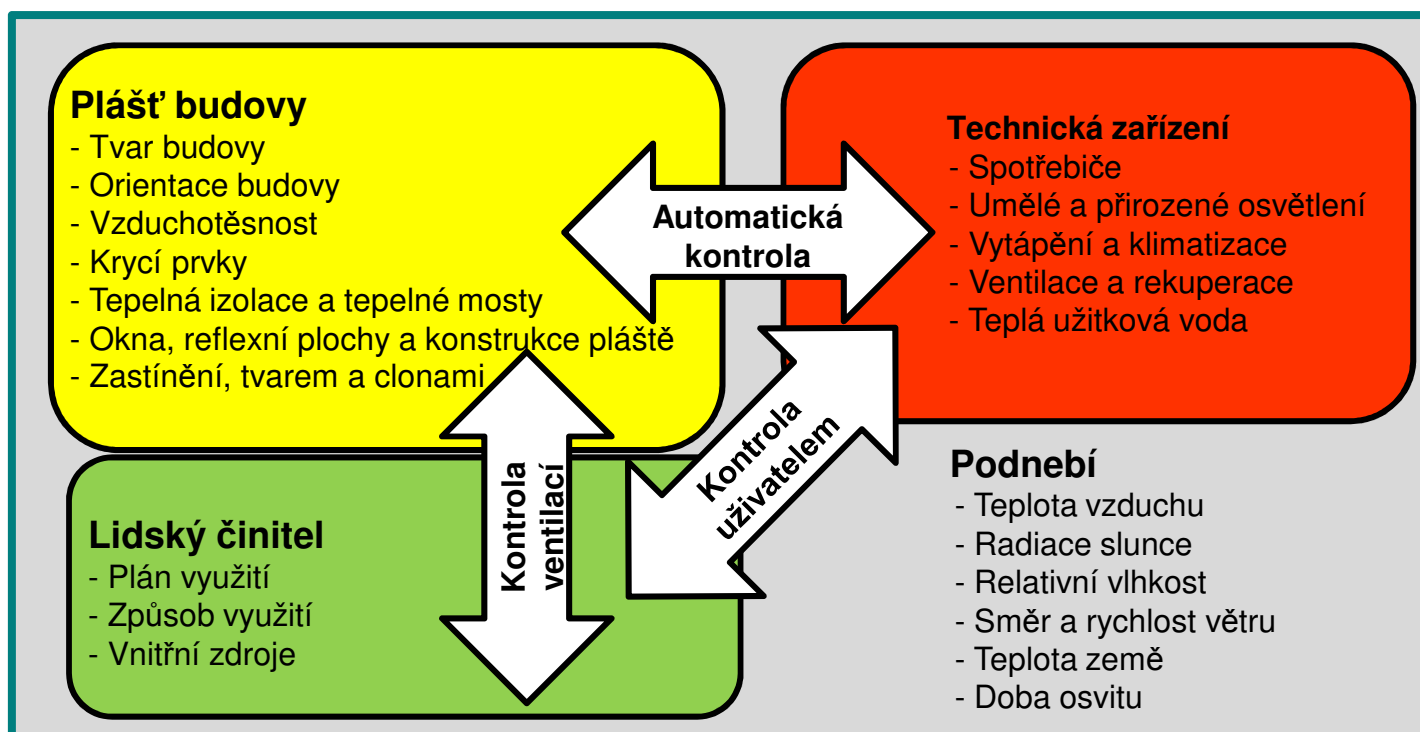 Plášť budovy
- Tvar budovy
- Orientace budovy
- Vzduchotěsnost
- Krycí prvky
- Tepelná izolace a tepelné mosty
- Okna, reflexní plochy a konstrukce pláště
- Zastínění, tvarem a clonami
Automatická
kontrola
Technická zařízení
- Spotřebiče
- Umělé a přirozené osvětlení
- Vytápění a klimatizace
- Ventilace a rekuperace
- Teplá užitková voda
Kontrola
ventilací
Kontrola
uživatelem
Lidský činitel
- Plán využití
- Způsob využití
- Vnitřní zdroje
Podnebí
- Teplota vzduchu
- Radiace slunce
- Relativní vlhkost
- Směr a rychlost větru
- Teplota země
- Doba osvitu